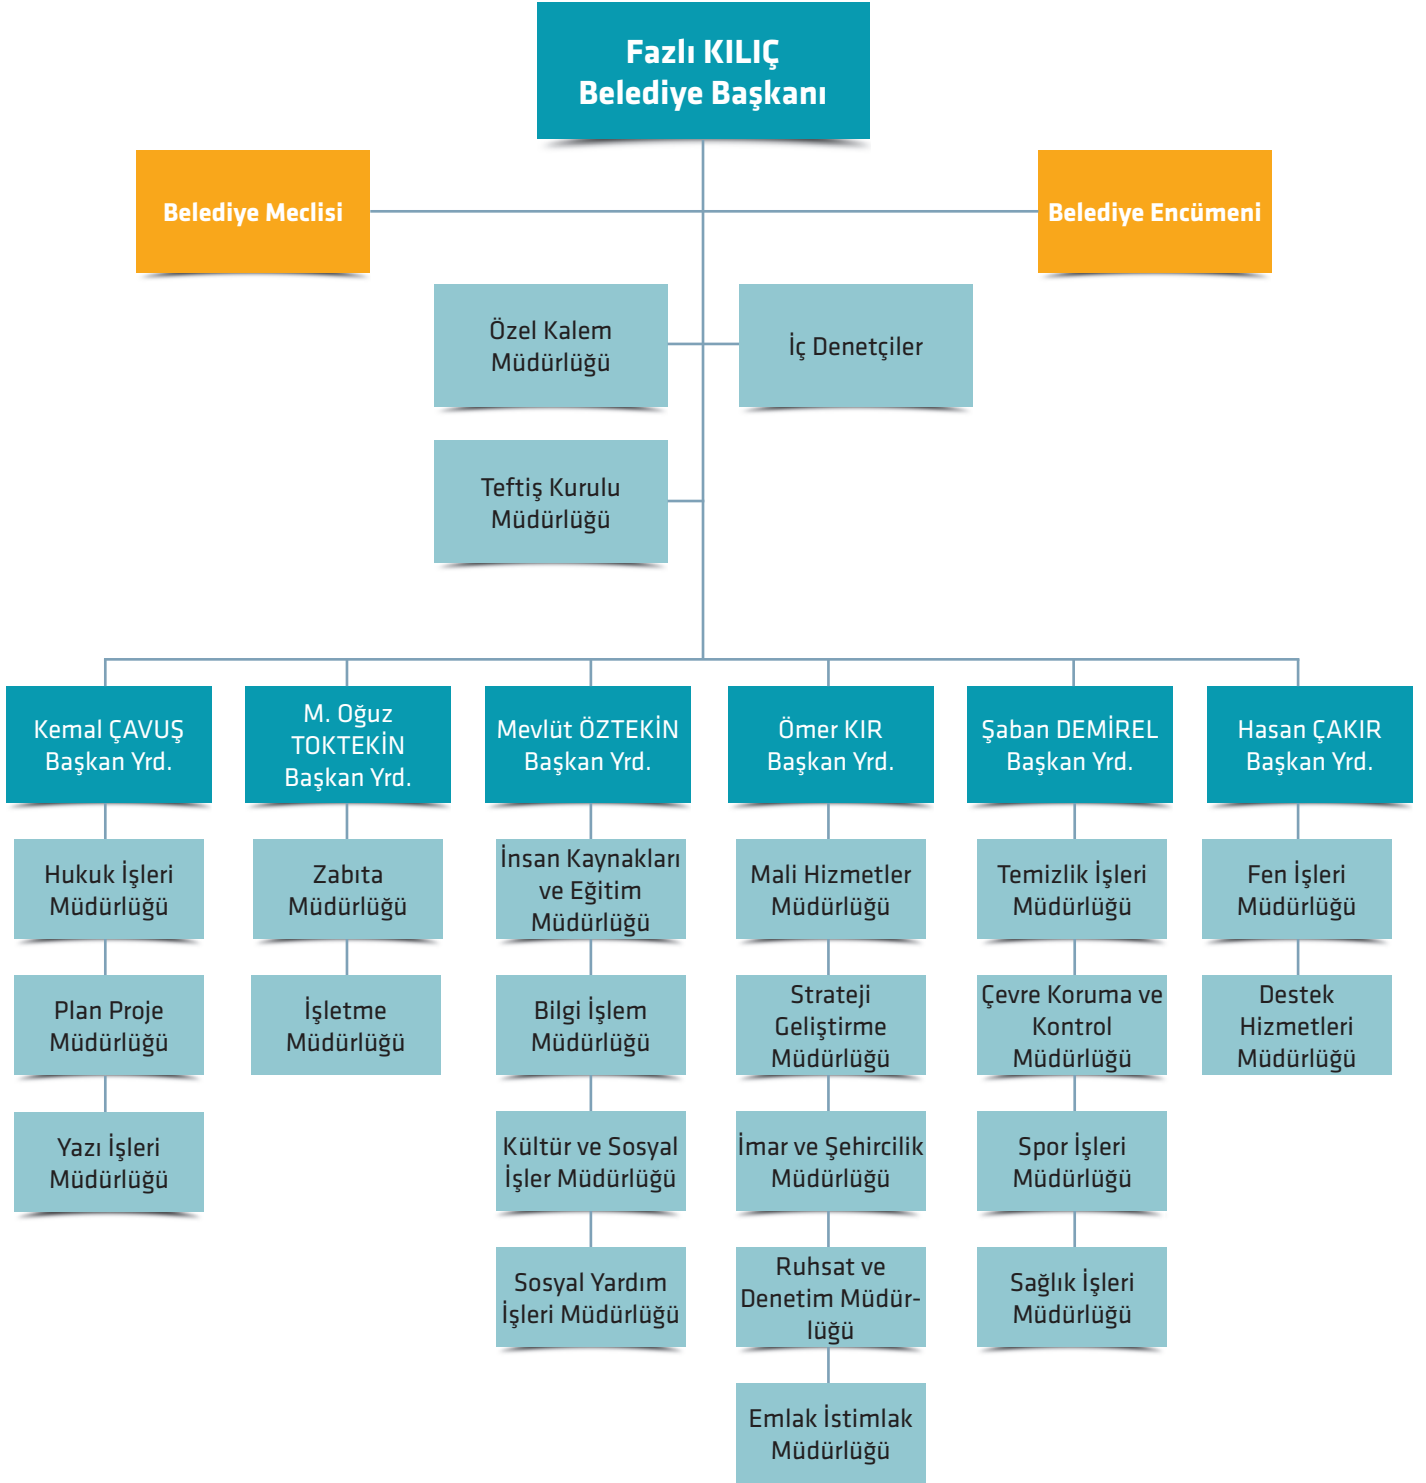 Fazlı KILIÇ
Belediye Başkanı
Belediye Meclisi
Belediye Encümeni
Özel Kalem
Müdürlüğü
İç Denetçiler
Teftiş Kurulu
Müdürlüğü
Kemal ÇAVUŞ
Başkan Yrd.
Hukuk İşleri
Müdürlüğü
Plan Proje
Müdürlüğü
Yazı İşleri
Müdürlüğü
M. Oğuz
TOKTEKİN
Başkan Yrd.
Zabıta
Müdürlüğü
İşletme
Müdürlüğü
Mevlüt ÖZTEKİN
Başkan Yrd.
İnsan Kaynakları
ve Eğitim
Müdürlüğü
Bilgi İşlem
Müdürlüğü
Kültür ve Sosyal
İşler Müdürlüğü
Sosyal Yardım
İşleri Müdürlüğü
Ömer KIR
Başkan Yrd.
Mali Hizmetler
Müdürlüğü
Strateji
Geliştirme
Müdürlüğü
İmar ve Şehircilik
Müdürlüğü
Ruhsat ve
Denetim Müdür-
lüğü
Emlak İstimlak
Müdürlüğü
Şaban DEMİREL
Başkan Yrd.
Temizlik İşleri
Müdürlüğü
Çevre Koruma ve
Kontrol
Müdürlüğü
Spor İşleri
Müdürlüğü
Sağlık İşleri
Müdürlüğü
Hasan ÇAKIR
Başkan Yrd.
Fen İşleri
Müdürlüğü
Destek
Hizmetleri
Müdürlüğü